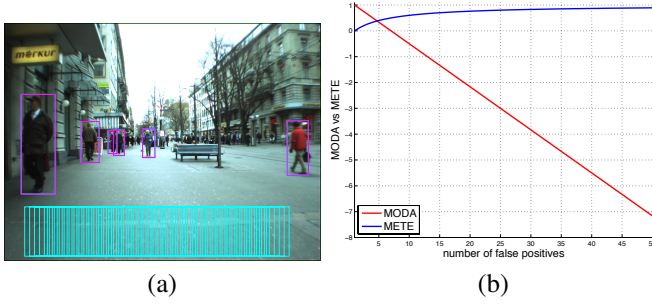 merkur
1
0
-1
-2
-3
-4
-5
-6
-7
-8
MODA vs METE
MODA
METE
1 5 10 15 20 25 30 35 40 45 50
number of false positives
(a)
(b)